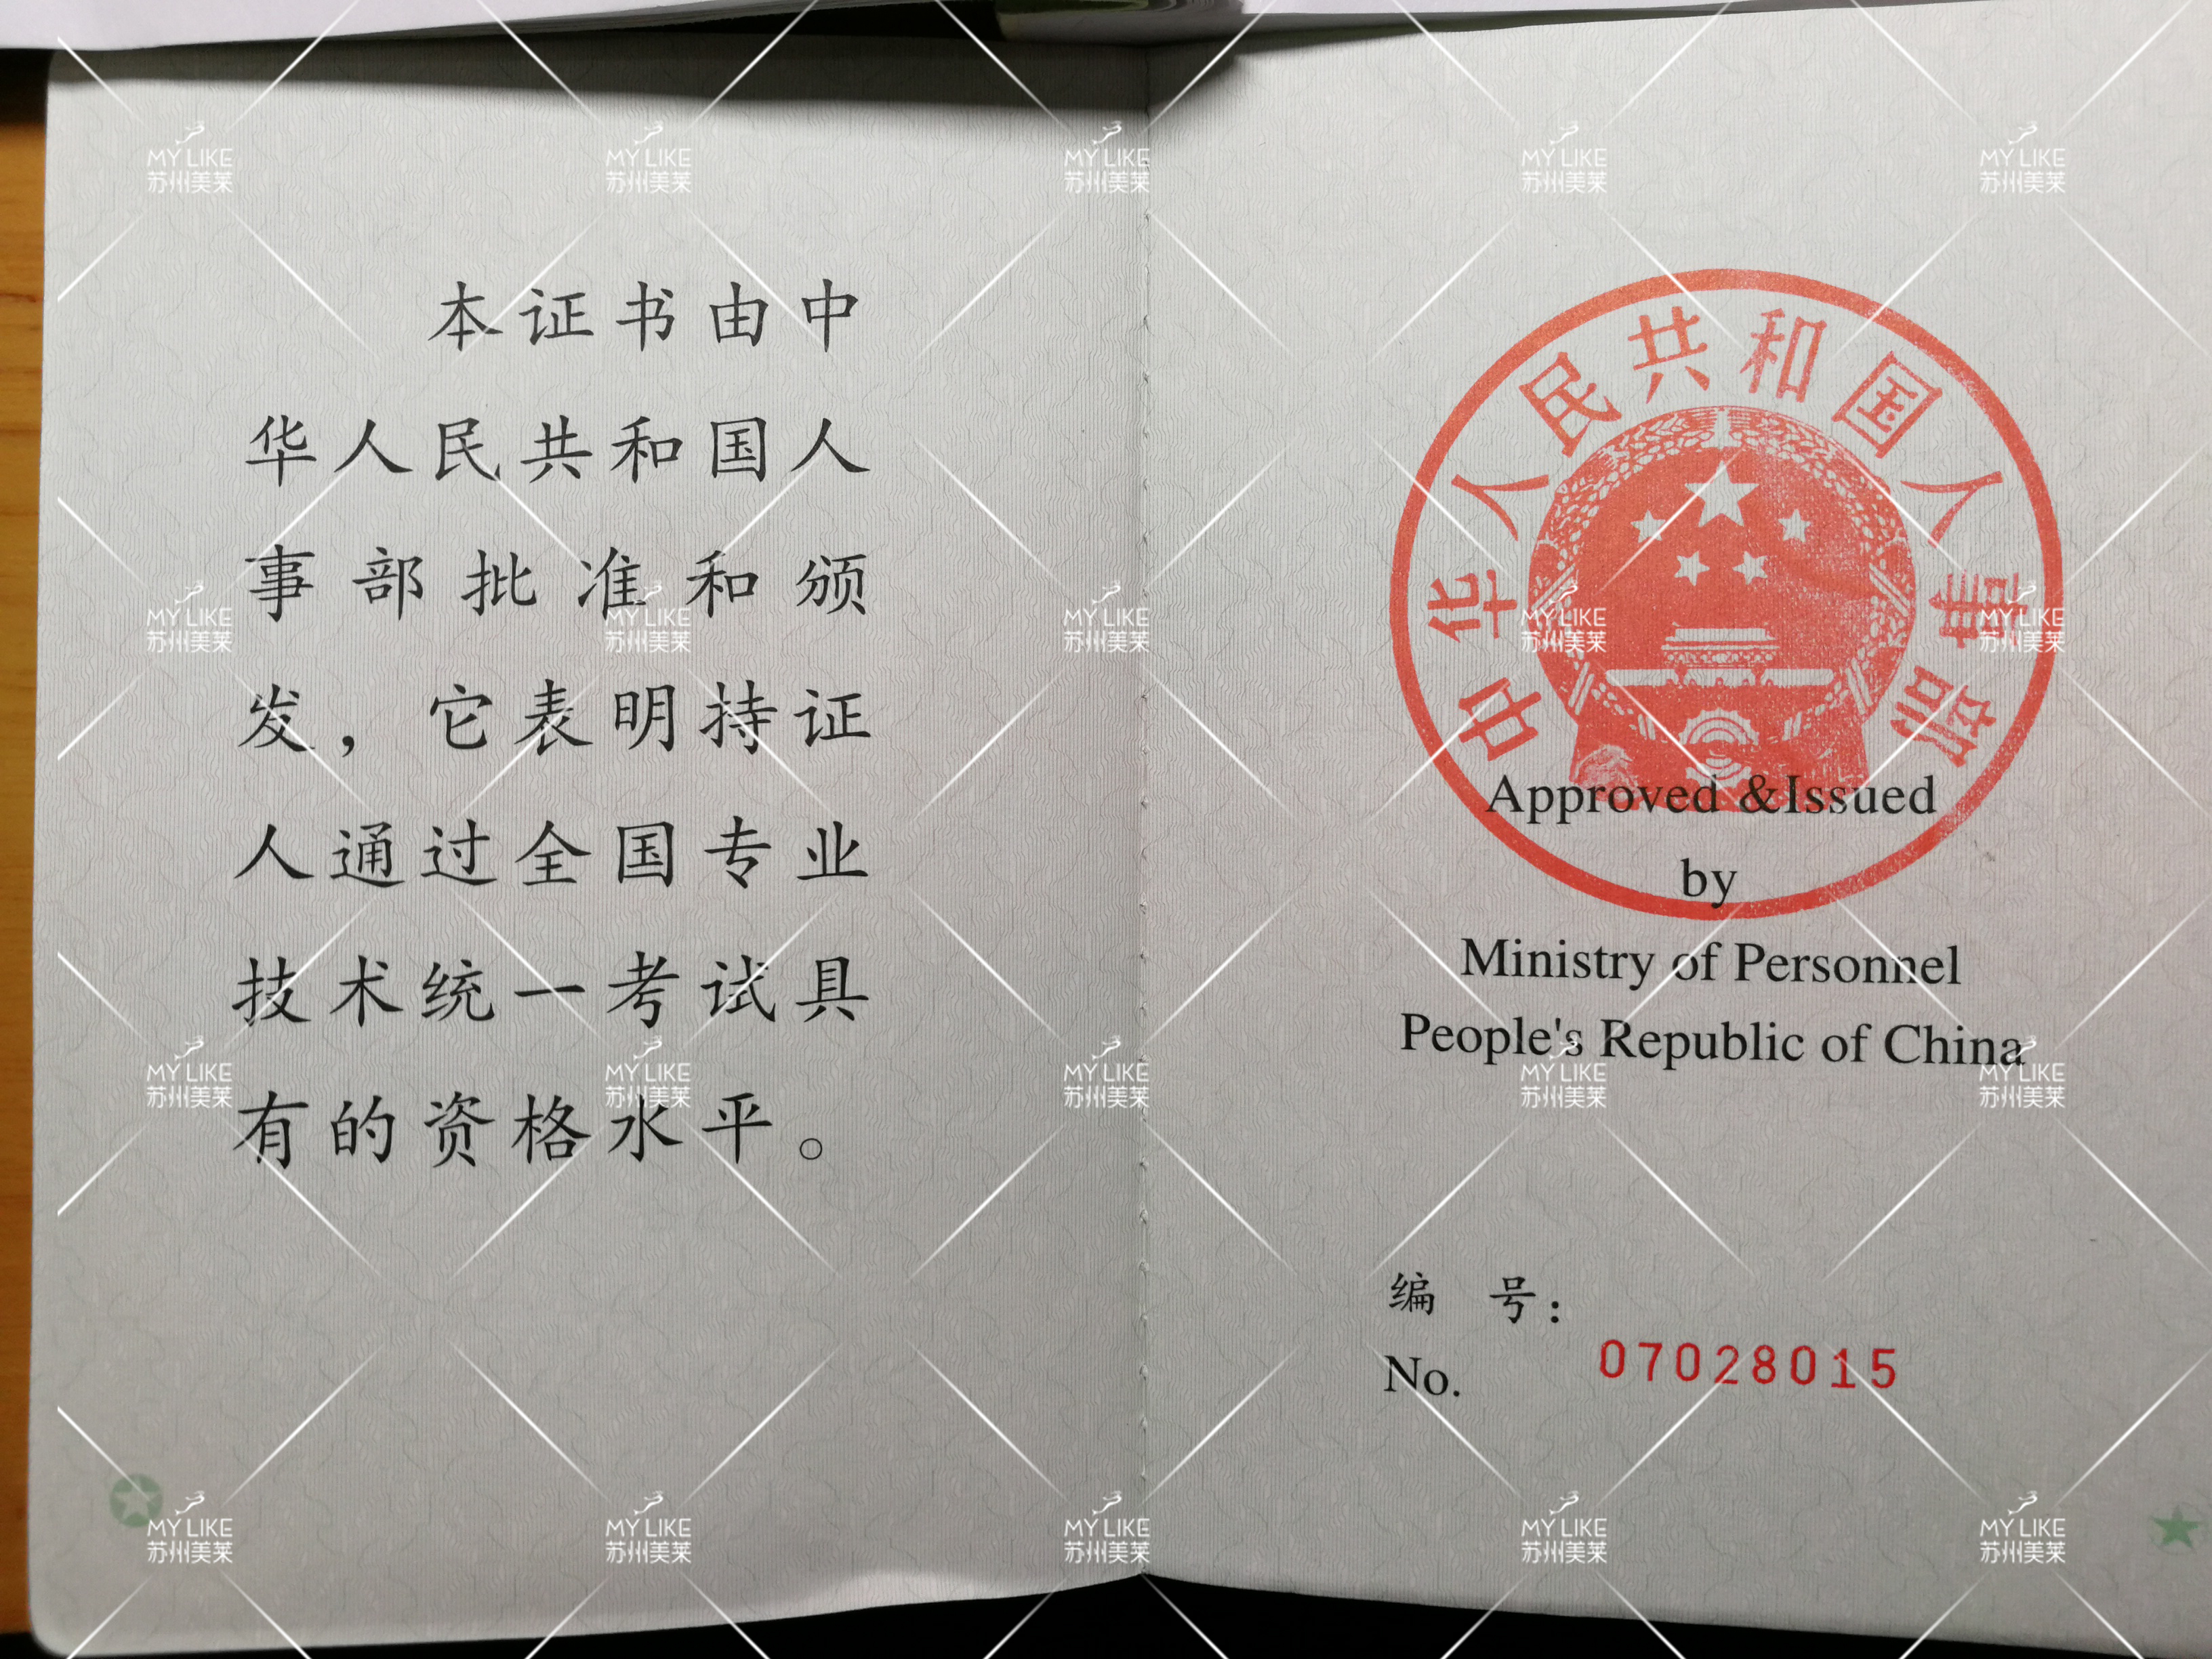 本证书由中
华人民共和国人
事部批准和颁
发，它表明持证
人通过全国专业
技术统一考试具
有的资格水平。
中华人民共和国人事部
Approved &Issued
by
Ministry of Personnel
People's Republic of China
编 号：
No.
07028015
MY LIKE
苏州美莱